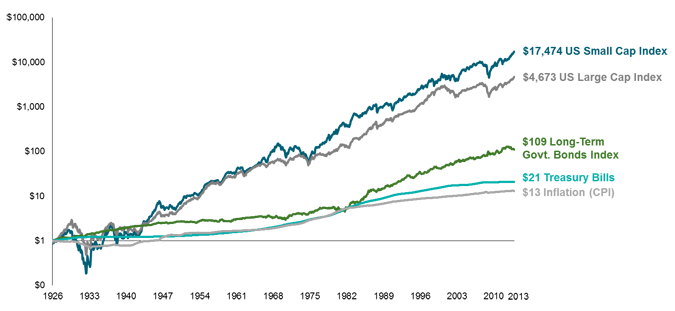 $100,000
$10,000
$1,000
$100
$10
$1
$0
$17,474 US Small Cap Index
$4,673 US Large Cap Index
$109 Long-Term
Govt. Bonds Index
$21 Treasury Bills
$13 Inflation (CPI)
1926 1933 1940 1947 1954 1961 1968 1975 1982 1989 1996 2003 2010 2013